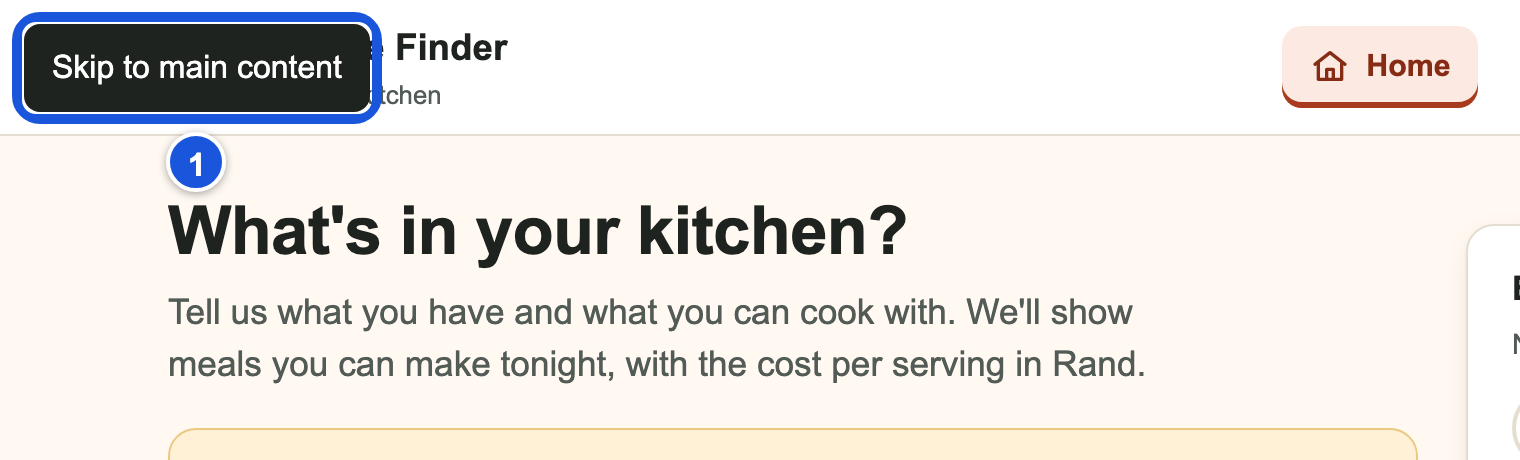 Skip to main content
Finder
Home
1
What's in your kitchen?
Tell us what you have and what you can cook with. We'll show
meals you can make tonight, with the cost per serving in Rand.